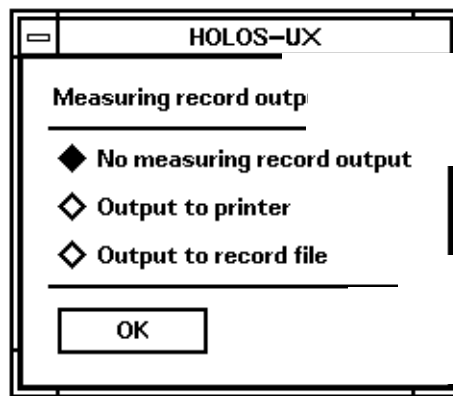 HOLOS-UX
Measuring record outp
No measuring record output
Output to printer
Output to record file
OK